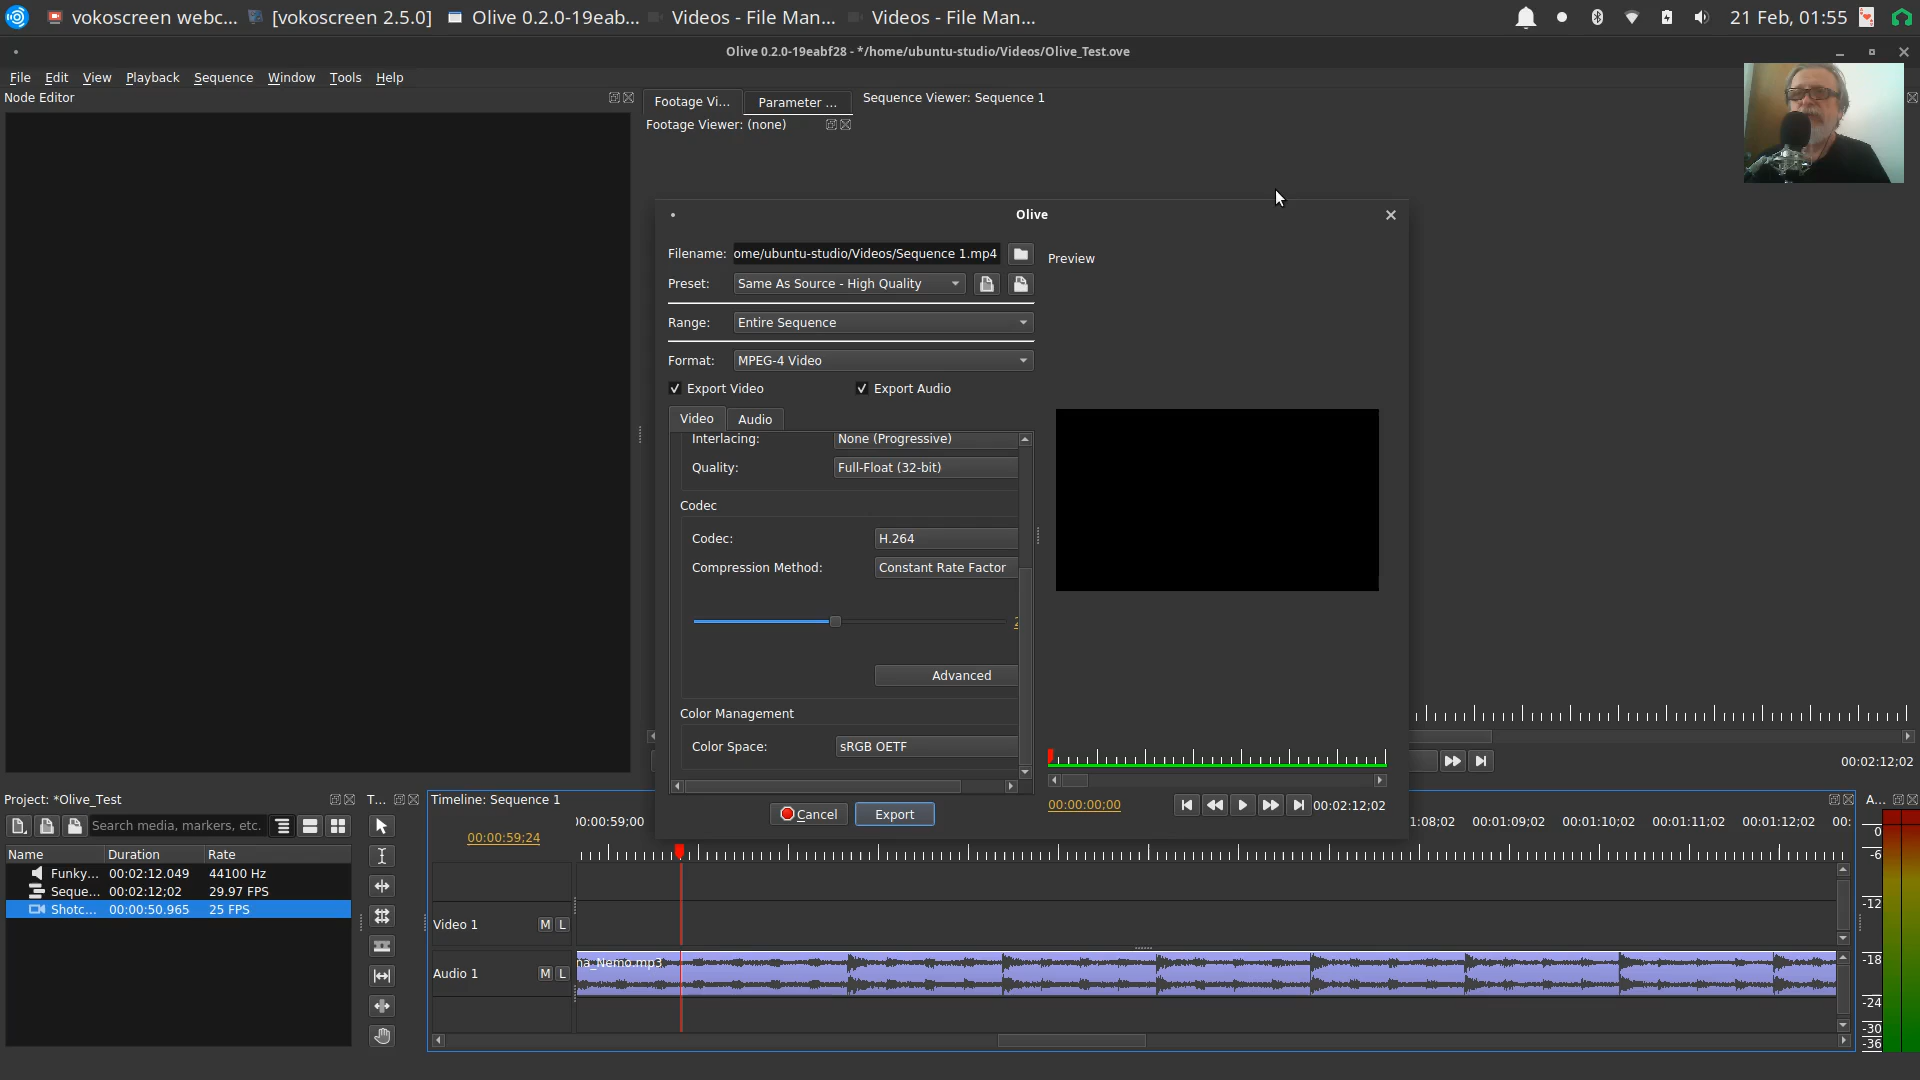 vokoscreen webc... [vokoscreen 2.5.0] Olive 0.2.0-19eab... Videos - File Man... Videos - File Man... 21 Feb, 01:55
Olive 0.2.0-19eabf28 - */home/ubuntu-studio/Videos/Olive_Test.ove
File Edit View Playback Sequence Window Tools Help
Node Editor
Footage Vi... Parameter ...
Footage Viewer: (none)
Sequence Viewer: Sequence 1
Olive
Filename: ome/ubuntu-studio/Videos/Sequence 1.mp4
Preset: Same As Source - High Quality
Range: Entire Sequence
Format: MPEG-4 Video
Export Video Export Audio
Video Audio
Interlacing: None (Progressive)
Quality: Full-Float (32-bit)
Codec
Codec: H.264
Compression Method: Constant Rate Factor
Advanced
Color Management
Color Space: sRGB OETF
Cancel Export
Preview
00:00:00;00 00:02:12;02
00:02:12;02
Project: *Olive_Test
Search media, markers, etc.
Name Duration Rate
Funky... 00:02:12.049 44100 Hz
Seque... 00:02:12;02 29.97 FPS
Shotc... 00:00:50.965 25 FPS
T...
Timeline: Sequence 1
00:00:59;24
00:00:59;00 1:08;02 00:01:09;02 00:01:10;02 00:01:11;02 00:01:12;02 00:
Video 1 M L
Audio 1 M L
na_Nemo.mp3
A...
0
-6
-12
-18
-24
-30
-36